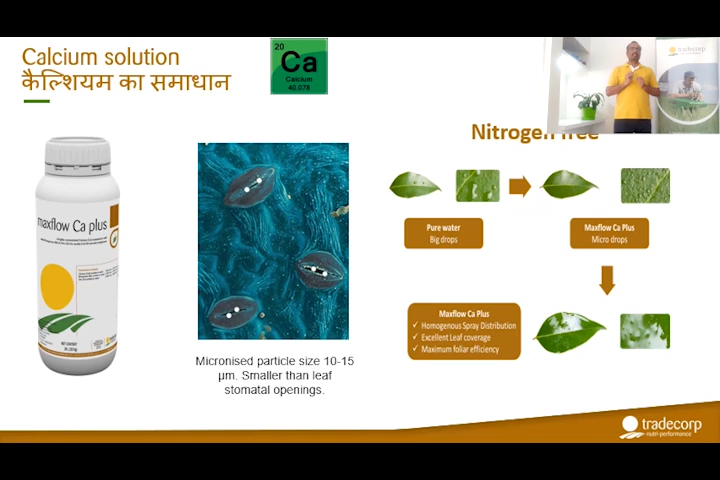 Calcium solution
कैल्शियम का समाधान
20
Ca
Calcium
40.078
tradecorp
Nitrogen free
maxflow Ca plus
Pure water
Big drops
Maxflow Ca Plus
Micro drops
Maxflow Ca Plus
✓ Homogenous Spray Distribution
✓ Excellent Leaf coverage
✓ Maximum foliar efficiency
Micronised particle size 10-15
µm. Smaller than leaf
stomatal openings.
tradecorp
nutri-performance